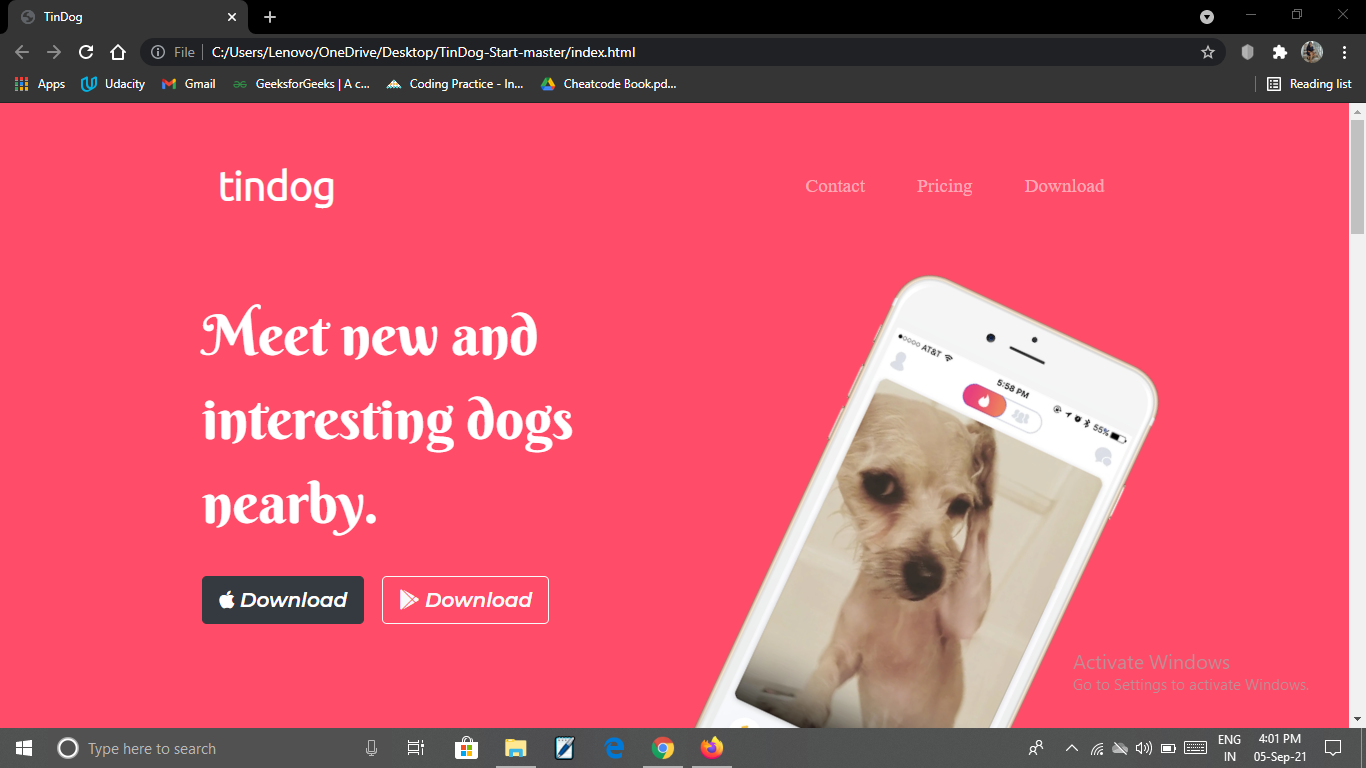 TinDog
File
C:/Users/Lenovo/OneDrive/Desktop/TinDog-Start-master/index.html
Apps
Udacity
Gmail
GeeksforGeeks | A c...
Coding Practice - In...
Cheatcode Book.pd...
Reading list
tindog
Contact
Pricing
Download
Meet new and
interesting dogs
nearby.
Download
Download
AT&T
5:58 PM
55%
Activate Windows
Go to Settings to activate Windows.
Type here to search
ENG
IN
4:01 PM
05-Sep-21